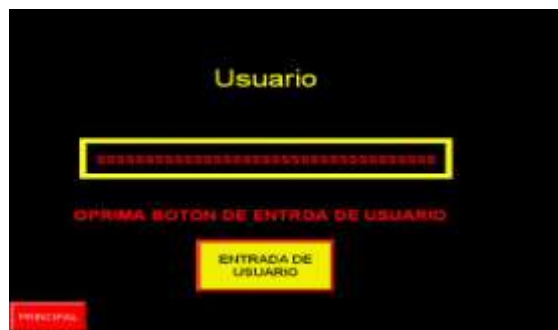 Usuario
OPRIMA BOTON DE ENTRDA DE USUARIO
ENTRADA DE
USUARIO
PRINCIPAL